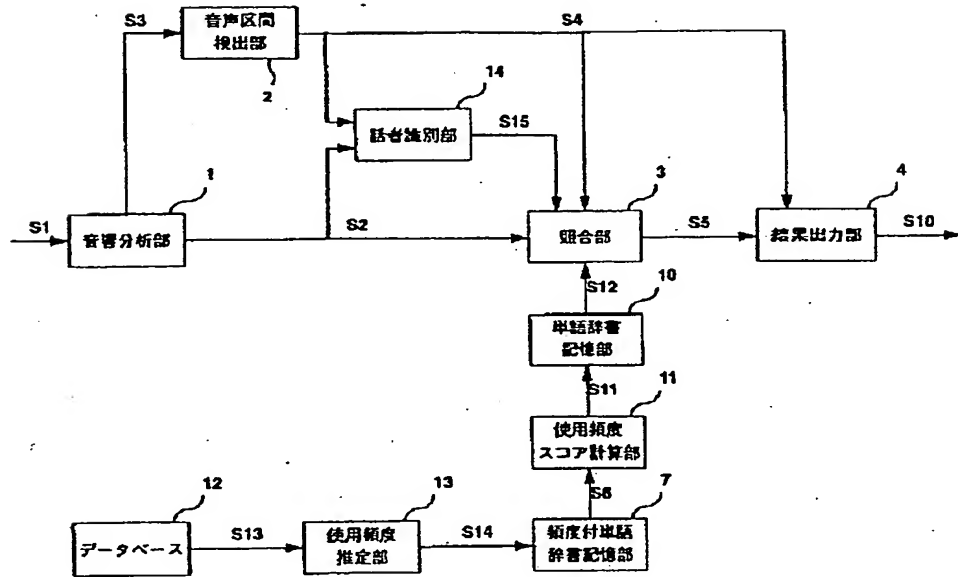 S3
音声区間
検出部
2
S4
14
話者識別部
S15
1
S1
音響分析部
S2
3
照合部
S5
4
結果出力部
S10
S12
10
単語辞書
記憶部
S11
11
使用頻度
スコア計算部
S6
7
頻度付単語
辞書記憶部
12
データベース
S13
13
使用頻度
推定部
S14